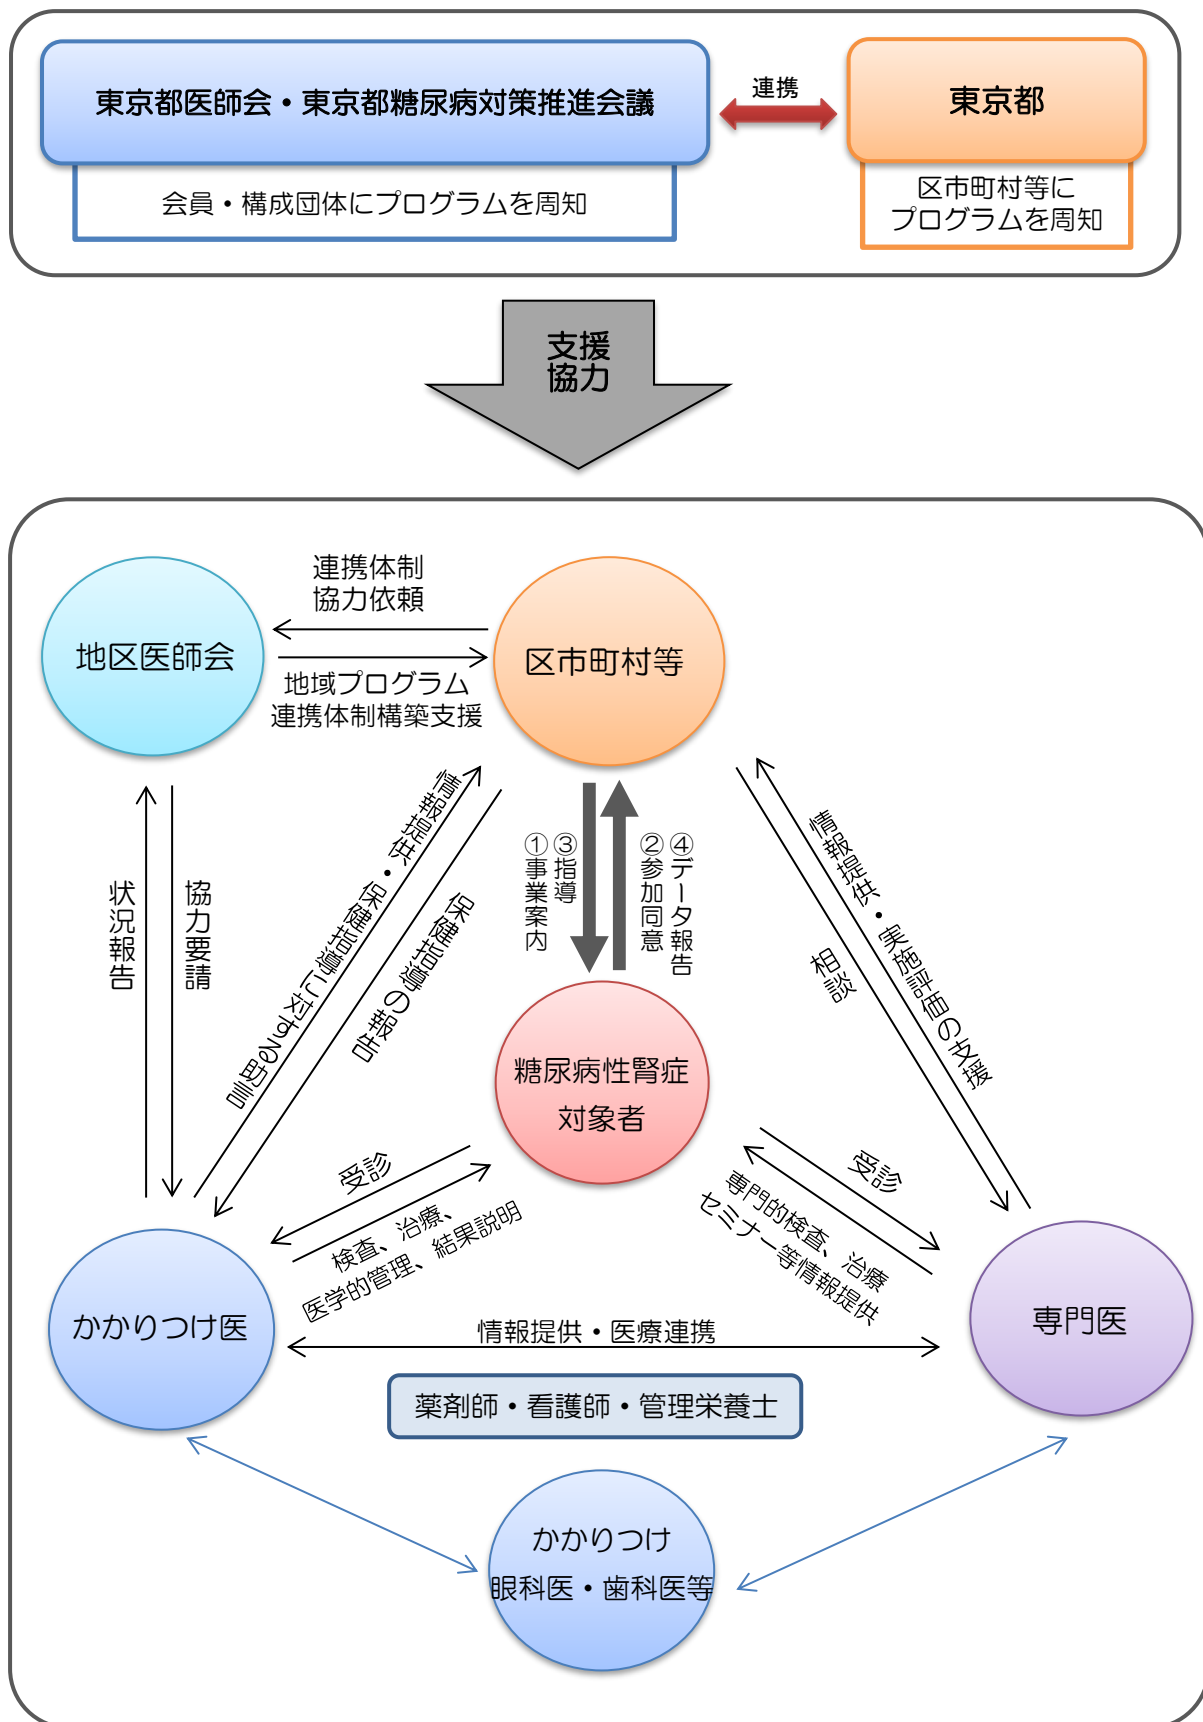 東京都医師会・東京都糖尿病対策推進会議
連携
東京都
会員・構成団体にプログラムを周知
区市町村等に
プログラムを周知
支援
協力
連携体制
協力依頼
地区医師会
区市町村等
地域プログラム
連携体制構築支援
状況報告
協力要請
情報提供・保健指導に対する助言
保健指導の報告
①事業案内
③指導
②参加同意
④データ報告
相談
情報提供・実施評価の支援
糖尿病性腎症
対象者
受診
検査、治療、
医学的管理、結果説明
受診
専門的検査、治療
セミナー等情報提供
かかりつけ医
専門医
情報提供・医療連携
薬剤師・看護師・管理栄養士
かかりつけ
眼科医・歯科医等